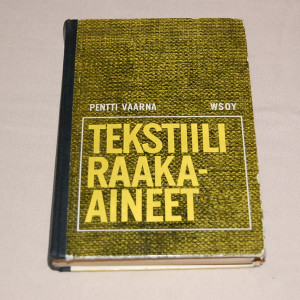 PENTTI VAARNA WSOY
TEKSTIILI
RAAKA-
AINEET